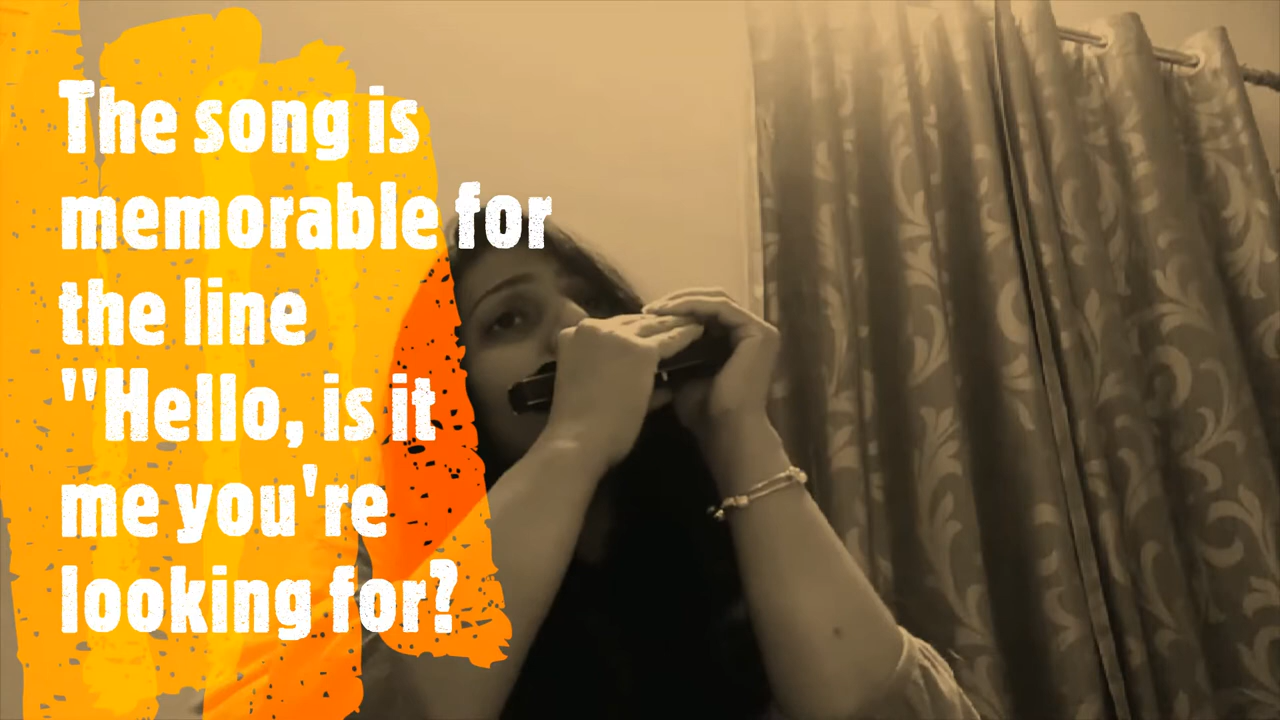 The song is
memorable for
the line
"Hello, is it
me you're
looking for?